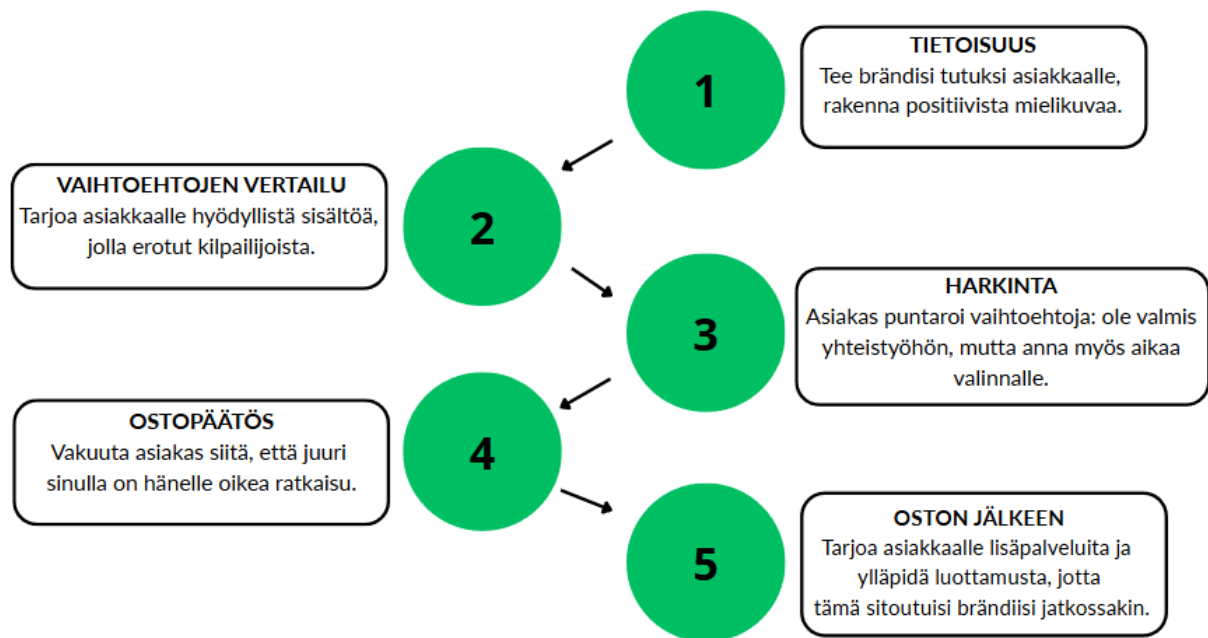 1
TIETOISUUS
Tee brändisi tutuksi asiakkaalle,
rakenna positiivista mielikuvaa.
2
VAIHTOEHTOJEN VERTAILU
Tarjoa asiakkaalle hyödyllistä sisältöä,
jolla erotut kilpailijoista.
3
HARKINTA
Asiakas puntaroi vaihtoehtoja: ole valmis
yhteistyöhön, mutta anna myös aikaa
valinnalle.
4
OSTOPÄÄTÖS
Vakuuta asiakas siitä, että juuri
sinulla on hänelle oikea ratkaisu.
5
OSTON JÄLKEEN
Tarjoa asiakkaalle lisäpalveluita ja
ylläpidä luottamusta, jotta
tämä sitoutuisi brändiisi jatkossakin.